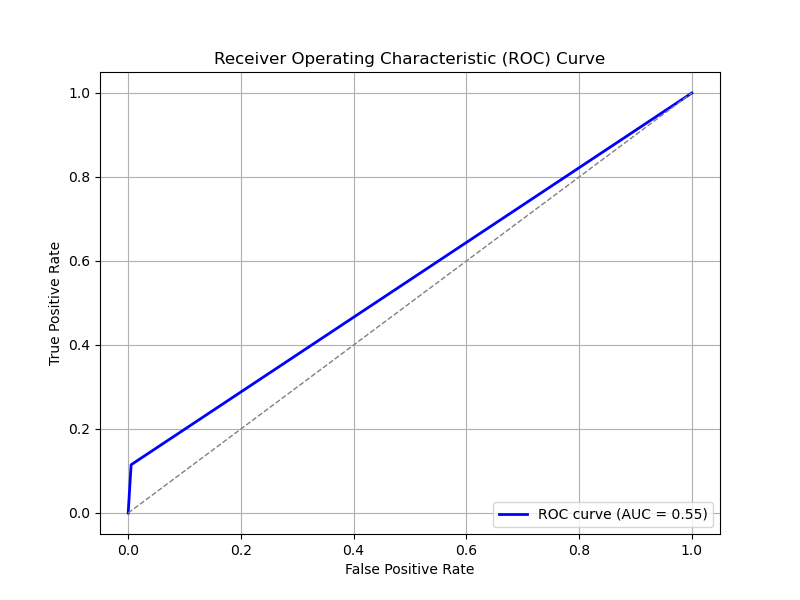 Receiver Operating Characteristic (ROC) Curve
1.0
0.8
0.6
0.4
0.2
0.0
True Positive Rate
ROC curve (AUC = 0.55)
0.0 0.2 0.4 0.6 0.8 1.0
False Positive Rate